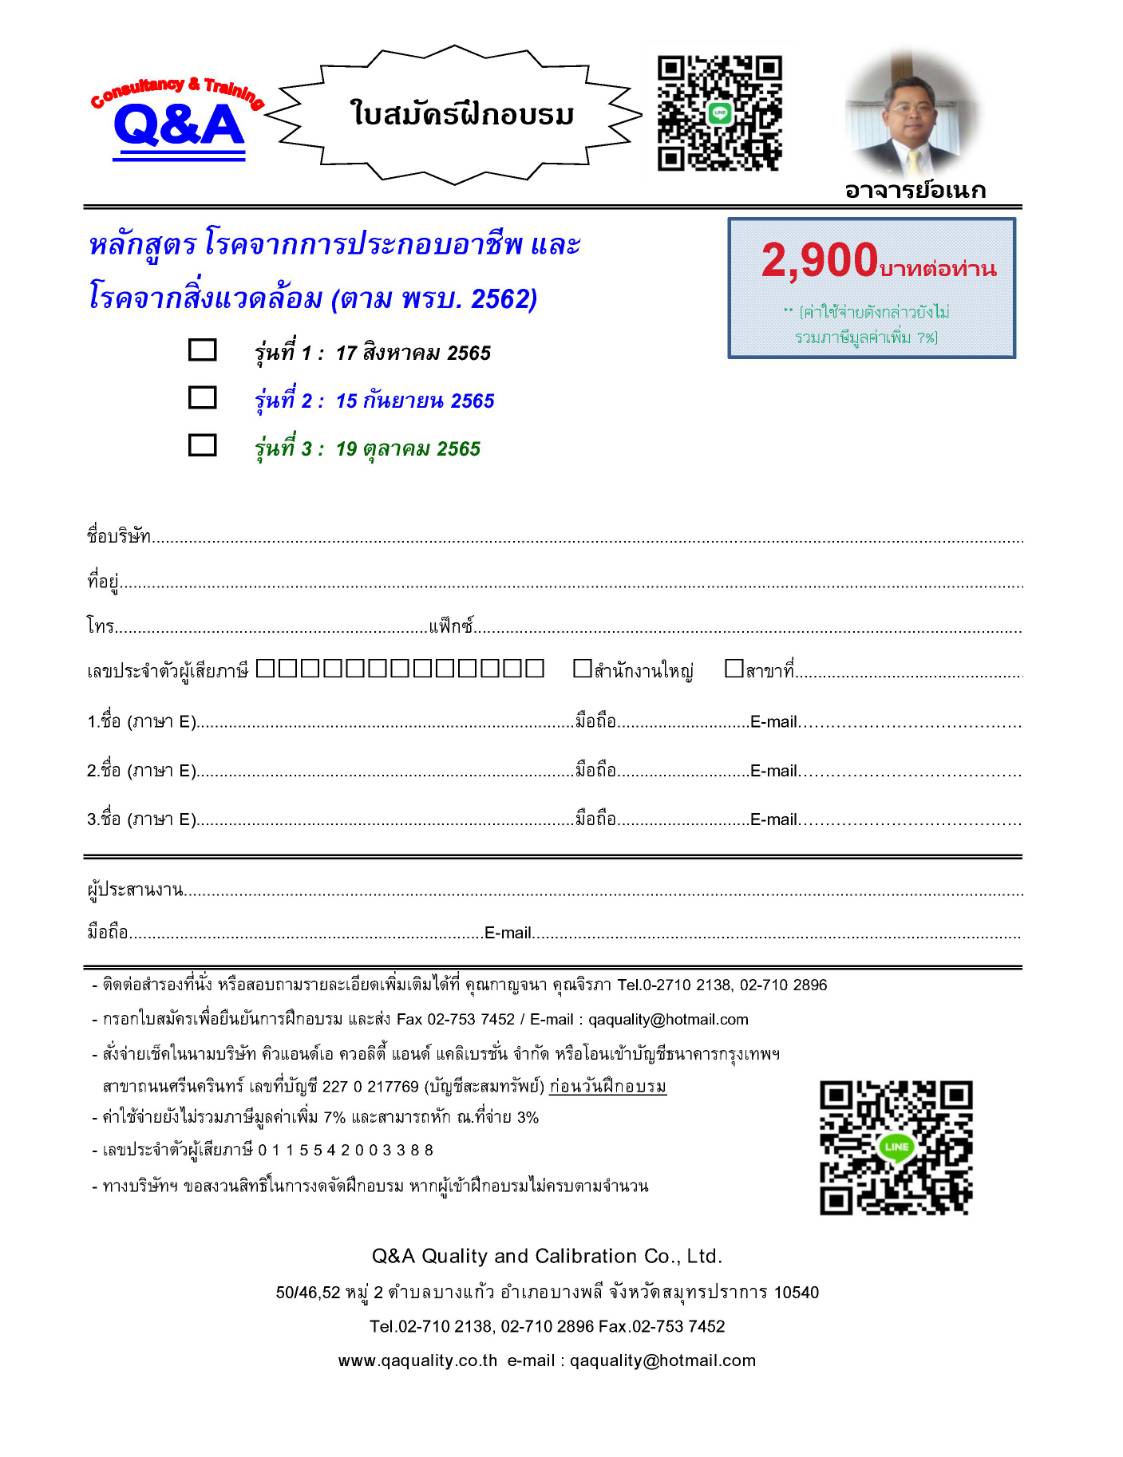 Consultancy & Training
Q&A
ใบสมัครฝึกอบรม
LINE
อาจารย์อเนก
หลักสูตร โรคจากการประกอบอาชีพ และ
โรคจากสิ่งแวดล้อม (ตาม พรบ. 2562)
2,900บาทต่อท่าน
** (ค่าใช้จ่ายดังกล่าวยังไม่
รวมภาษีมูลค่าเพิ่ม 7%)
รุ่นที่ 1 : 17 สิงหาคม 2565
รุ่นที่ 2 : 15 กันยายน 2565
รุ่นที่ 3 : 19 ตุลาคม 2565
ชื่อบริษัท........................................
ที่อยู่........................................
โทร....................แฟ็กซ์....................
เลขประจำตัวผู้เสียภาษี □□□□□□□□□□□□□ □สำนักงานใหญ่ □สาขาที่....................
1.ชื่อ (ภาษา E)....................มือถือ....................E-mail....................
2.ชื่อ (ภาษา E)....................มือถือ....................E-mail....................
3.ชื่อ (ภาษา E)....................มือถือ....................E-mail....................
ผู้ประสานงาน........................................
มือถือ....................E-mail....................
- ติดต่อสำรองที่นั่ง หรือสอบถามรายละเอียดเพิ่มเติมได้ที่ คุณกาญจนา คุณจิรภา Tel.0-2710 2138, 02-710 2896
- กรอกใบสมัครเพื่อยืนยันการฝึกอบรม และส่ง Fax 02-753 7452 / E-mail : qaquality@hotmail.com
- สั่งจ่ายเช็คในนามบริษัท คิวแอนด์เอ ควอลิตี้ แอนด์ แคลิเบรชั่น จำกัด หรือโอนเข้าบัญชีธนาคารกรุงเทพฯ
สาขาถนนศรีนครินทร์ เลขที่บัญชี 227 0 217769 (บัญชีสะสมทรัพย์) ก่อนวันฝึกอบรม
- ค่าใช้จ่ายยังไม่รวมภาษีมูลค่าเพิ่ม 7% และสามารถหัก ณ.ที่จ่าย 3%
- เลขประจำตัวผู้เสียภาษี 0 1 1 5 5 4 2 0 0 3 3 8 8
- ทางบริษัทฯ ขอสงวนสิทธิ์ในการงดจัดฝึกอบรม หากผู้เข้าฝึกอบรมไม่ครบตามจำนวน
LINE
Q&A Quality and Calibration Co., Ltd.
50/46,52 หมู่ 2 ตำบลบางแก้ว อำเภอบางพลี จังหวัดสมุทรปราการ 10540
Tel.02-710 2138, 02-710 2896 Fax.02-753 7452
www.qaquality.co.th e-mail : qaquality@hotmail.com